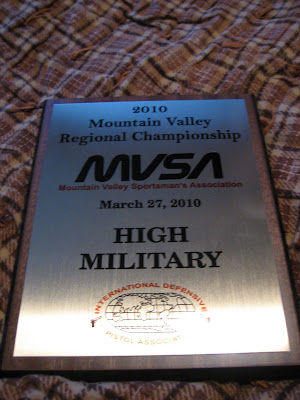 2010
Mountain Valley
Regional Championship
MVSA
Mountain Valley Sportsman's Association
March 27, 2010
HIGH
MILITARY
INTERNATIONAL DEFENSIVE
PISTOL ASSOCIATION